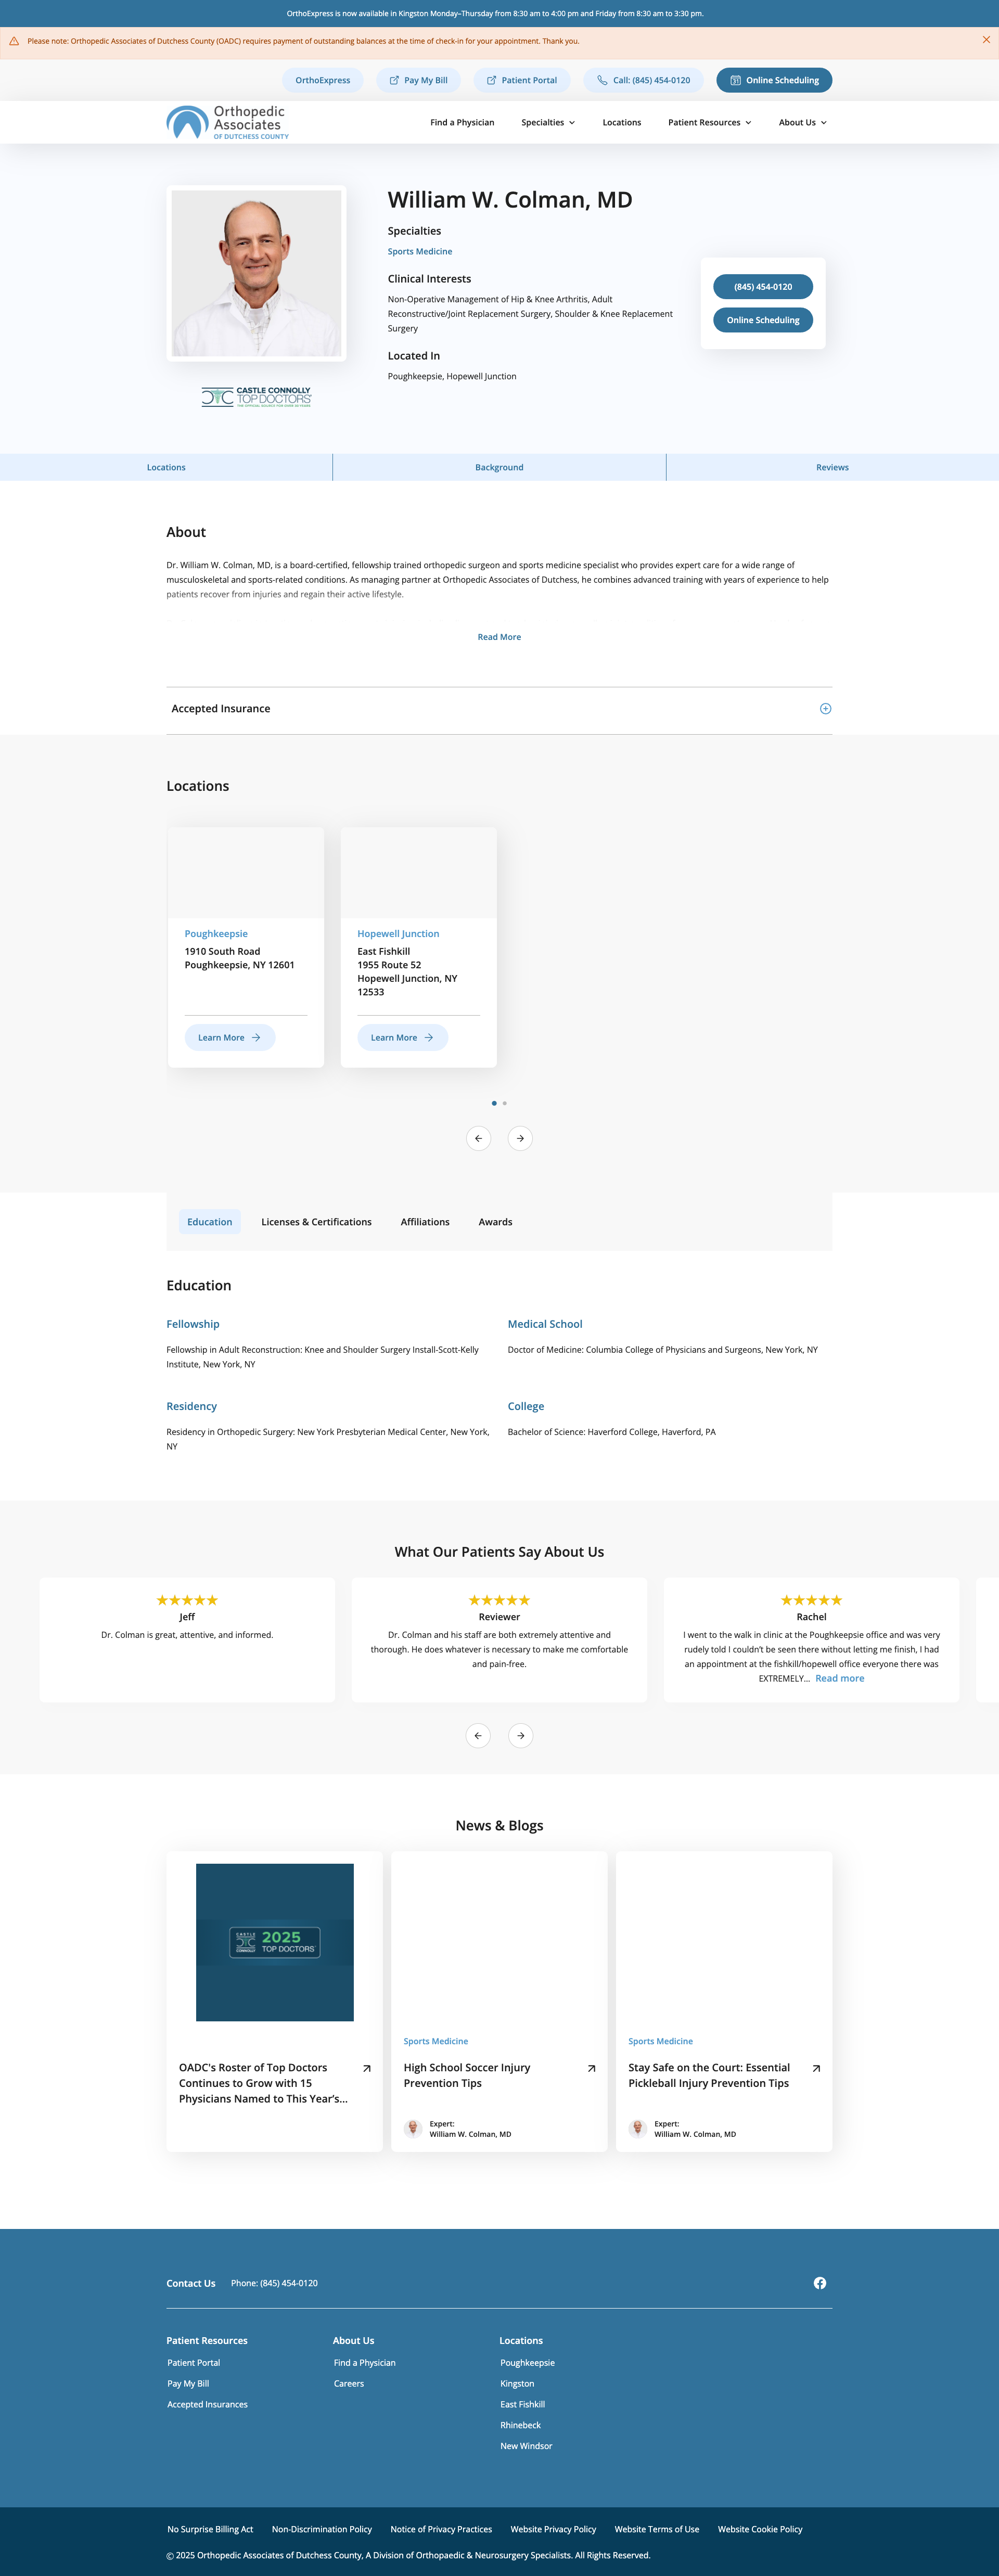 OrthoExpress is now available in Kingston Monday–Thursday from 8:30 am to 4:00 pm and Friday from 8:30 am to 3:30 pm.
Please note: Orthopedic Associates of Dutchess County (OADC) requires payment of outstanding balances at the time of check-in for your appointment. Thank you.
OrthoExpress
Pay My Bill
Patient Portal
Call: (845) 454-0120
Online Scheduling
Orthopedic
Associates
OF DUTCHESS COUNTY
Find a Physician
Specialties
Locations
Patient Resources
About Us
William W. Colman, MD
Specialties
Sports Medicine
Clinical Interests
Non-Operative Management of Hip & Knee Arthritis, Adult
Reconstructive/Joint Replacement Surgery, Shoulder & Knee Replacement
Surgery
Located In
Poughkeepsie, Hopewell Junction
(845) 454-0120
Online Scheduling
CASTLE CONNOLLY
TOP DOCTORS
Locations
Background
Reviews
About
Dr. William W. Colman, MD, is a board-certified, fellowship trained orthopedic surgeon and sports medicine specialist who provides expert care for a wide range of
musculoskeletal and sports-related conditions. As managing partner at Orthopedic Associates of Dutchess, he combines advanced training with years of experience to help
patients recover from injuries and regain their active lifestyle.
Read More
Accepted Insurance
Locations
Poughkeepsie
1910 South Road
Poughkeepsie, NY 12601
Learn More
Hopewell Junction
East Fishkill
1955 Route 52
Hopewell Junction, NY
12533
Learn More
Education
Licenses & Certifications
Affiliations
Awards
Education
Fellowship
Fellowship in Adult Reconstruction: Knee and Shoulder Surgery Install-Scott-Kelly
Institute, New York, NY
Medical School
Doctor of Medicine: Columbia College of Physicians and Surgeons, New York, NY
Residency
Residency in Orthopedic Surgery: New York Presbyterian Medical Center, New York,
NY
College
Bachelor of Science: Haverford College, Haverford, PA
What Our Patients Say About Us
Jeff
Dr. Colman is great, attentive, and informed.
Reviewer
Dr. Colman and his staff are both extremely attentive and
thorough. He does whatever is necessary to make me comfortable
and pain-free.
Rachel
I went to the walk in clinic at the Poughkeepsie office and was very
rudely told I couldn't be seen there without letting me finish, I had
an appointment at the fishkill/hopewell office everyone there was
EXTREMELY... Read more
News & Blogs
CASTLE
CONNOLLY
2025
TOP DOCTORS
OADC's Roster of Top Doctors
Continues to Grow with 15
Physicians Named to This Year's...
Sports Medicine
High School Soccer Injury
Prevention Tips
Expert:
William W. Colman, MD
Sports Medicine
Stay Safe on the Court: Essential
Pickleball Injury Prevention Tips
Expert:
William W. Colman, MD
Contact Us
Phone: (845) 454-0120
Patient Resources
Patient Portal
Pay My Bill
Accepted Insurances
About Us
Find a Physician
Careers
Locations
Poughkeepsie
Kingston
East Fishkill
Rhinebeck
New Windsor
No Surprise Billing Act
Non-Discrimination Policy
Notice of Privacy Practices
Website Privacy Policy
Website Terms of Use
Website Cookie Policy
© 2025 Orthopedic Associates of Dutchess County, A Division of Orthopaedic & Neurosurgery Specialists. All Rights Reserved.